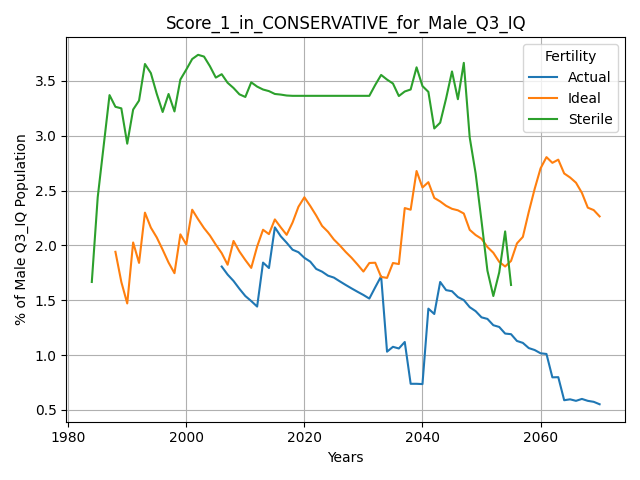 Score_1_in_CONSERVATIVE_for_Male_Q3_IQ
% of Male Q3_IQ Population
3.5
3.0
2.5
2.0
1.5
1.0
0.5
Fertility
Actual
Ideal
Sterile
1980
2000
2020
2040
2060
Years